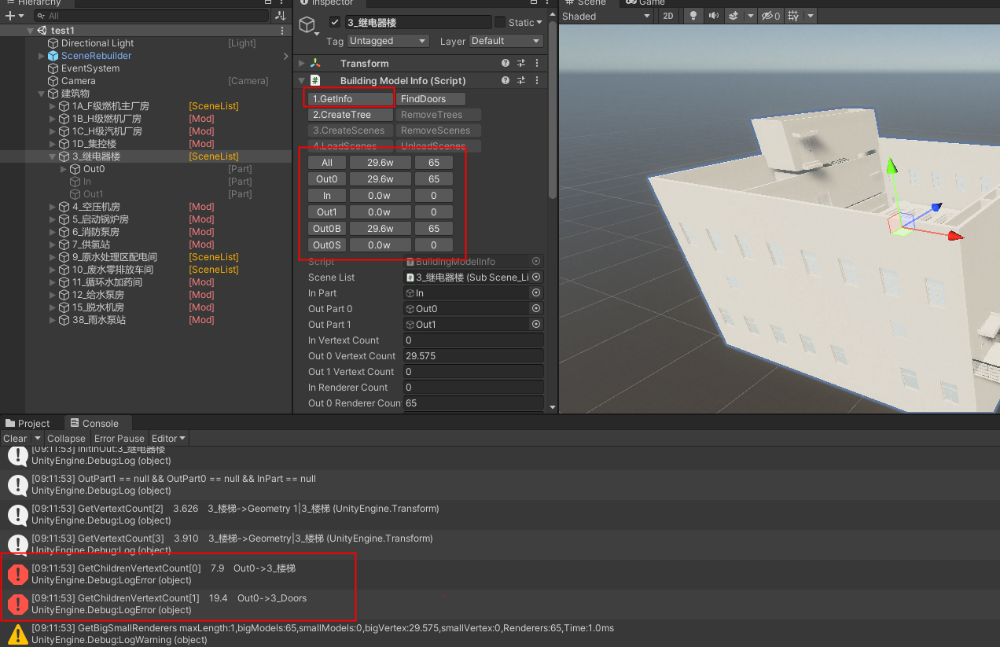 Hierarchy
Inspector
Scene
Game
All
3_继电器楼
Static
Shaded
2D
0
test1
Tag
Untagged
Layer
Default
Directional Light
[Light]
SceneRebuilder
EventSystem
Camera
[Camera]
建筑物
1A_F级燃机主厂房
[SceneList]
1B_H级燃机厂房
[Mod]
1C_H级汽机厂房
[Mod]
1D_集控楼
[Mod]
3_继电器楼
[SceneList]
Out0
[Part]
In
[Part]
Out1
[Part]
4_空压机房
[Mod]
5_启动锅炉房
[Mod]
6_消防泵房
[Mod]
7_供氢站
[Mod]
9_原水处理区配电间
[SceneList]
10_废水零排放车间
[SceneList]
11_循环水加药间
[Mod]
12_给水泵房
[Mod]
15_脱水机房
[Mod]
38_雨水泵站
[Mod]
Transform
Building Model Info (Script)
1.GetInfo
FindDoors
2.CreateTree
RemoveTrees
3.CreateScenes
RemoveScenes
4.LoadScenes
UnloadScenes
All 29.6w 65
Out0 29.6w 65
In 0.0w 0
Out1 0.0w 0
Out0B 29.6w 65
Out0S 0.0w 0
Script
BuildingModelInfo
Scene List
3_继电器楼 (Sub Scene_Li
In Part
In
Out Part 0
Out0
Out Part 1
Out1
In Vertext Count
0
Out 0 Vertext Count
29.575
Out 1 Vertext Count
0
In Renderer Count
0
Out 0 Renderer Coun
65
Project
Console
Clear
Collapse
Error Pause
Editor
[09:11:53] InitInOut:3_继电器楼
UnityEngine.Debug:Log (object)
[09:11:53] OutPart1 == null && OutPart0 == null && InPart == null
UnityEngine.Debug:Log (object)
[09:11:53] GetVertextCount[2] 3.626 3_楼梯->Geometry 1|3_楼梯 (UnityEngine.Transform)
UnityEngine.Debug:Log (object)
[09:11:53] GetVertextCount[3] 3.910 3_楼梯->Geometry|3_楼梯 (UnityEngine.Transform)
UnityEngine.Debug:Log (object)
[09:11:53] GetChildrenVertextCount[0] 7.9 Out0->3_楼梯
UnityEngine.Debug:LogError (object)
[09:11:53] GetChildrenVertextCount[1] 19.4 Out0->3_Doors
UnityEngine.Debug:LogError (object)
[09:11:53] GetBigSmallRenderers maxLength:1,bigModels:65,smallModels:0,bigVertex:29.575,smallVertex:0,Renderers:65,Time:1.0ms
UnityEngine.Debug:LogWarning (object)